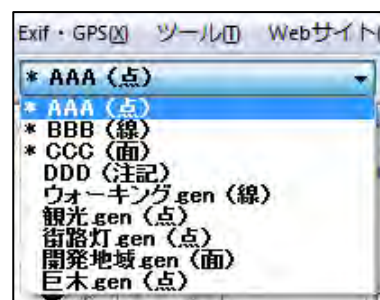 Exif・GPS(X) ツール(T) Webサイト(
* AAA（点）
* AAA（点）
* BBB（線）
* CCC（面）
DDD（注記）
ウォーキング.gen（線）
観光.gen（点）
街路灯.gen（点）
開発地域.gen（面）
巨木.gen（点）